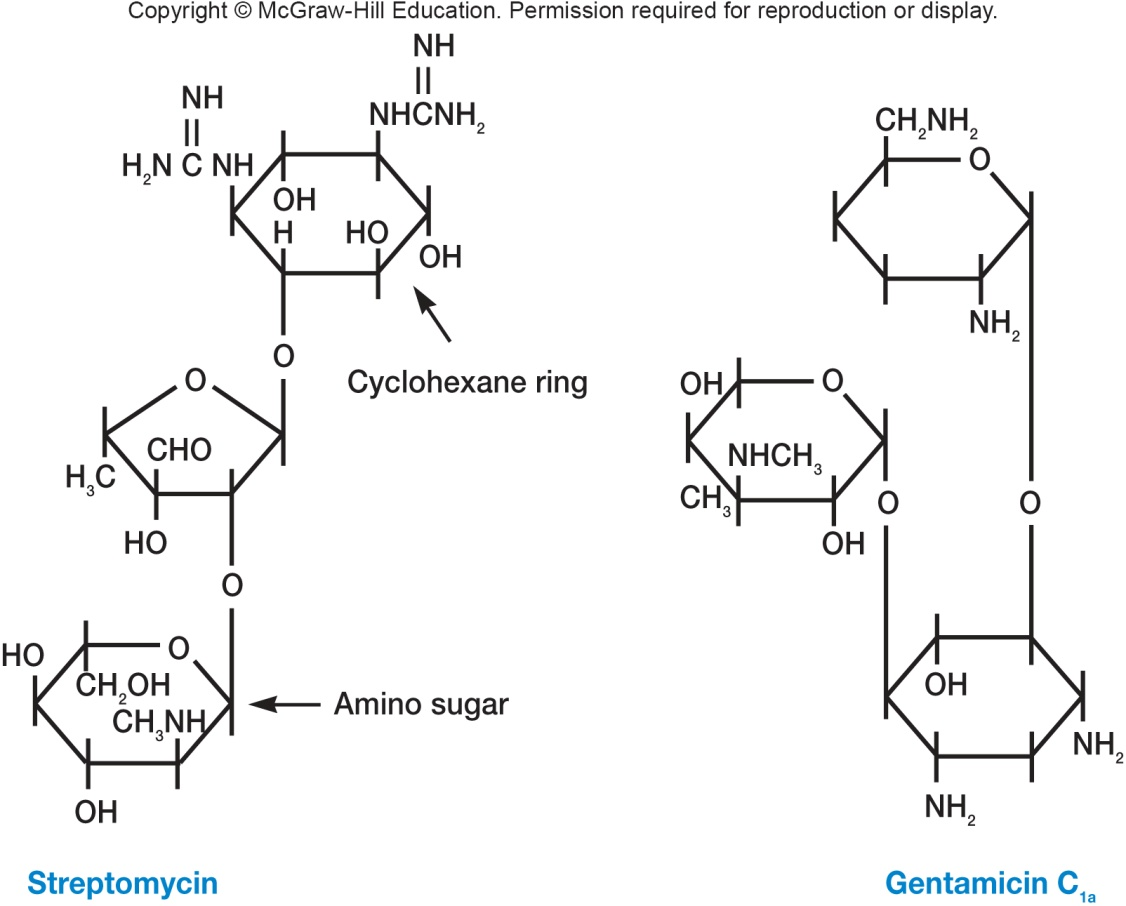 Copyright © McGraw-Hill Education. Permission required for reproduction or display.
NH
||
NHCNH₂
NH
||
H₂N C NH
OH
H
HO
OH
O
Cyclohexane ring
O
CHO
H₃C
HO
O
HO
O
CH₂OH
CH₃NH
Amino sugar
OH
Streptomycin
CH₂NH₂
O
NH₂
OH
O
NHCH₃
CH₃
OH
O
O
OH
NH₂
NH₂
Gentamicin C₁ₐ